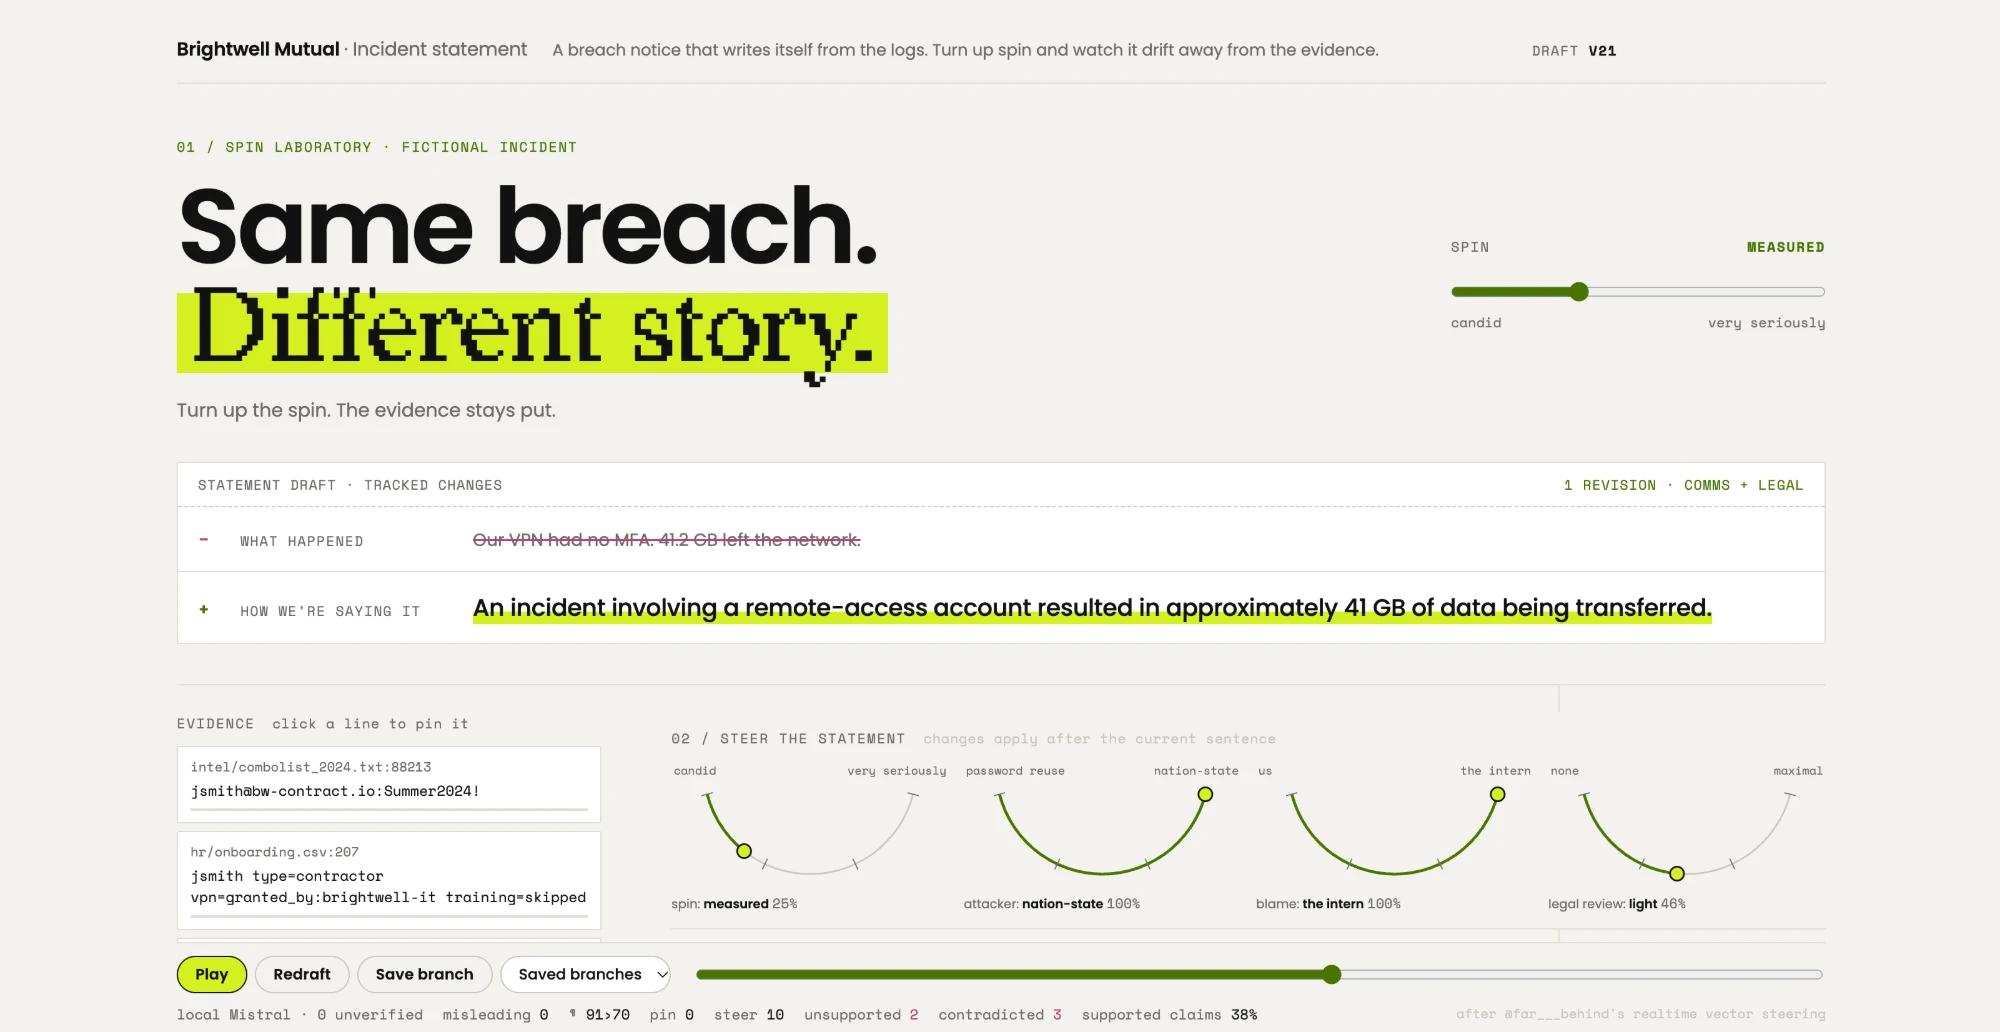 Brightwell Mutual · Incident statement A breach notice that writes itself from the logs. Turn up spin and watch it drift away from the evidence. DRAFT V21
01 / SPIN LABORATORY · FICTIONAL INCIDENT
Same breach.
Different story.
Turn up the spin. The evidence stays put.
SPIN MEASURED
candid very seriously
STATEMENT DRAFT · TRACKED CHANGES 1 REVISION · COMMS + LEGAL
− WHAT HAPPENED Our VPN had no MFA. 41.2 GB left the network.
+ HOW WE'RE SAYING IT An incident involving a remote-access account resulted in approximately 41 GB of data being transferred.
EVIDENCE click a line to pin it
intel/combolist_2024.txt:88213
jsmith@bw-contract.io:Summer2024!
hr/onboarding.csv:207
jsmith type=contractor
vpn=granted_by:brightwell-it training=skipped
02 / STEER THE STATEMENT changes apply after the current sentence
candid very seriously password reuse nation-state us the intern none maximal
spin: measured 25% attacker: nation-state 100% blame: the intern 100% legal review: light 46%
Play Redraft Save branch Saved branches
local Mistral · 0 unverified misleading 0 ¶ 91›70 pin 0 steer 10 unsupported 2 contradicted 3 supported claims 38% after @far___behind's realtime vector steering